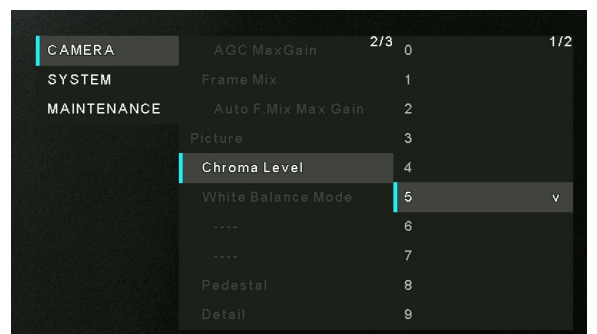 CAMERA
SYSTEM
MAINTENANCE
2/3
AGC MaxGain
Frame Mix
Auto F.Mix Max Gain
Picture
Chroma Level
White Balance Mode
----
----
Pedestal
Detail
1/2
0
1
2
3
4
5 v
6
7
8
9